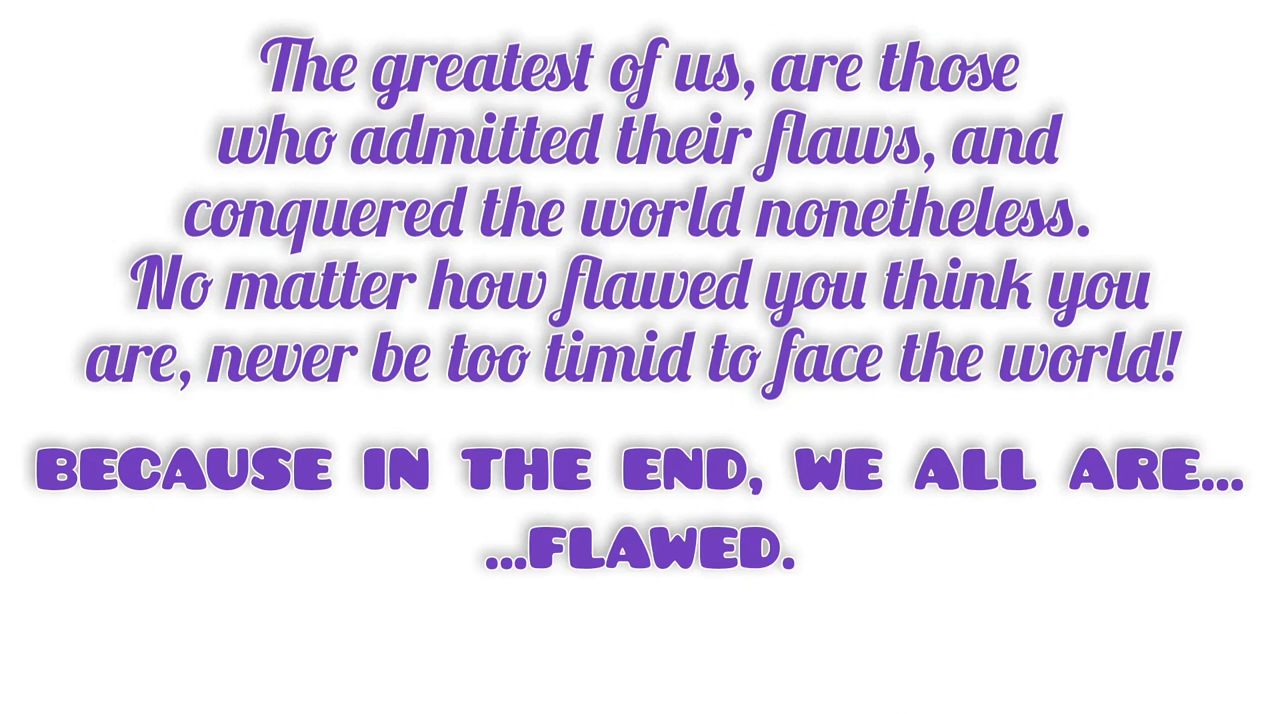 The greatest of us, are those
who admitted their flaws, and
conquered the world nonetheless.
No matter how flawed you think you
are, never be too timid to face the world!
BECAUSE IN THE END, WE ALL ARE...
...FLAWED.